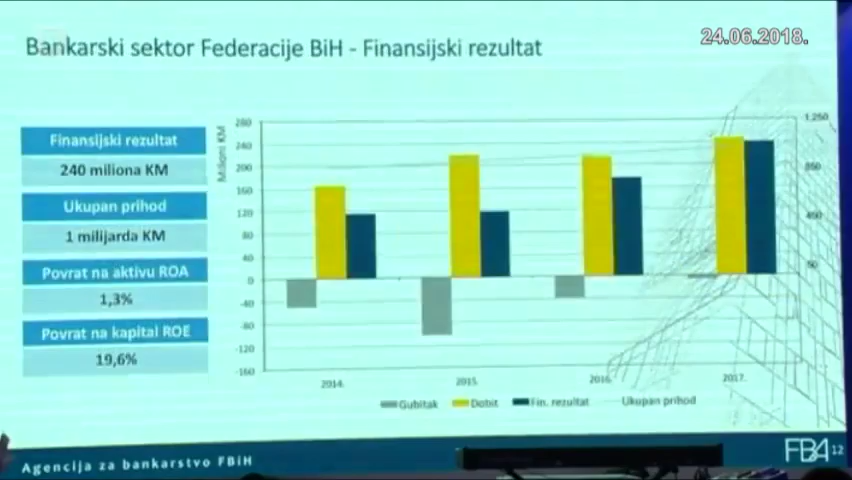 24.06.2018.
Bankarski sektor Federacije BiH - Finansijski rezultat
Finansijski rezultat
240 miliona KM
Ukupan prihod
1 milijarda KM
Povrat na aktivu ROA
1,3%
Povrat na kapital ROE
19,6%
Milioni KM
280
240
200
160
120
80
40
0
-40
-80
-120
-160
1.250
850
450
50
2014.
2015.
2016.
2017.
Gubitak
Dobit
Fin. rezultat
Ukupan prihod
Agencija za bankarstvo FBiH
FBA 12